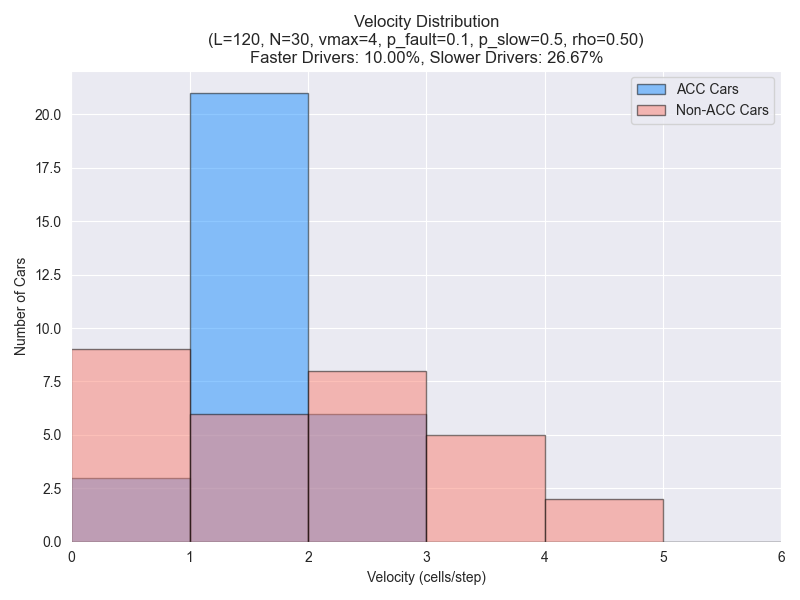 Velocity Distribution
(L=120, N=30, vmax=4, p_fault=0.1, p_slow=0.5, rho=0.50)
Faster Drivers: 10.00%, Slower Drivers: 26.67%
ACC Cars
Non-ACC Cars
Number of Cars
20.0
17.5
15.0
12.5
10.0
7.5
5.0
2.5
0.0
0 1 2 3 4 5 6
Velocity (cells/step)